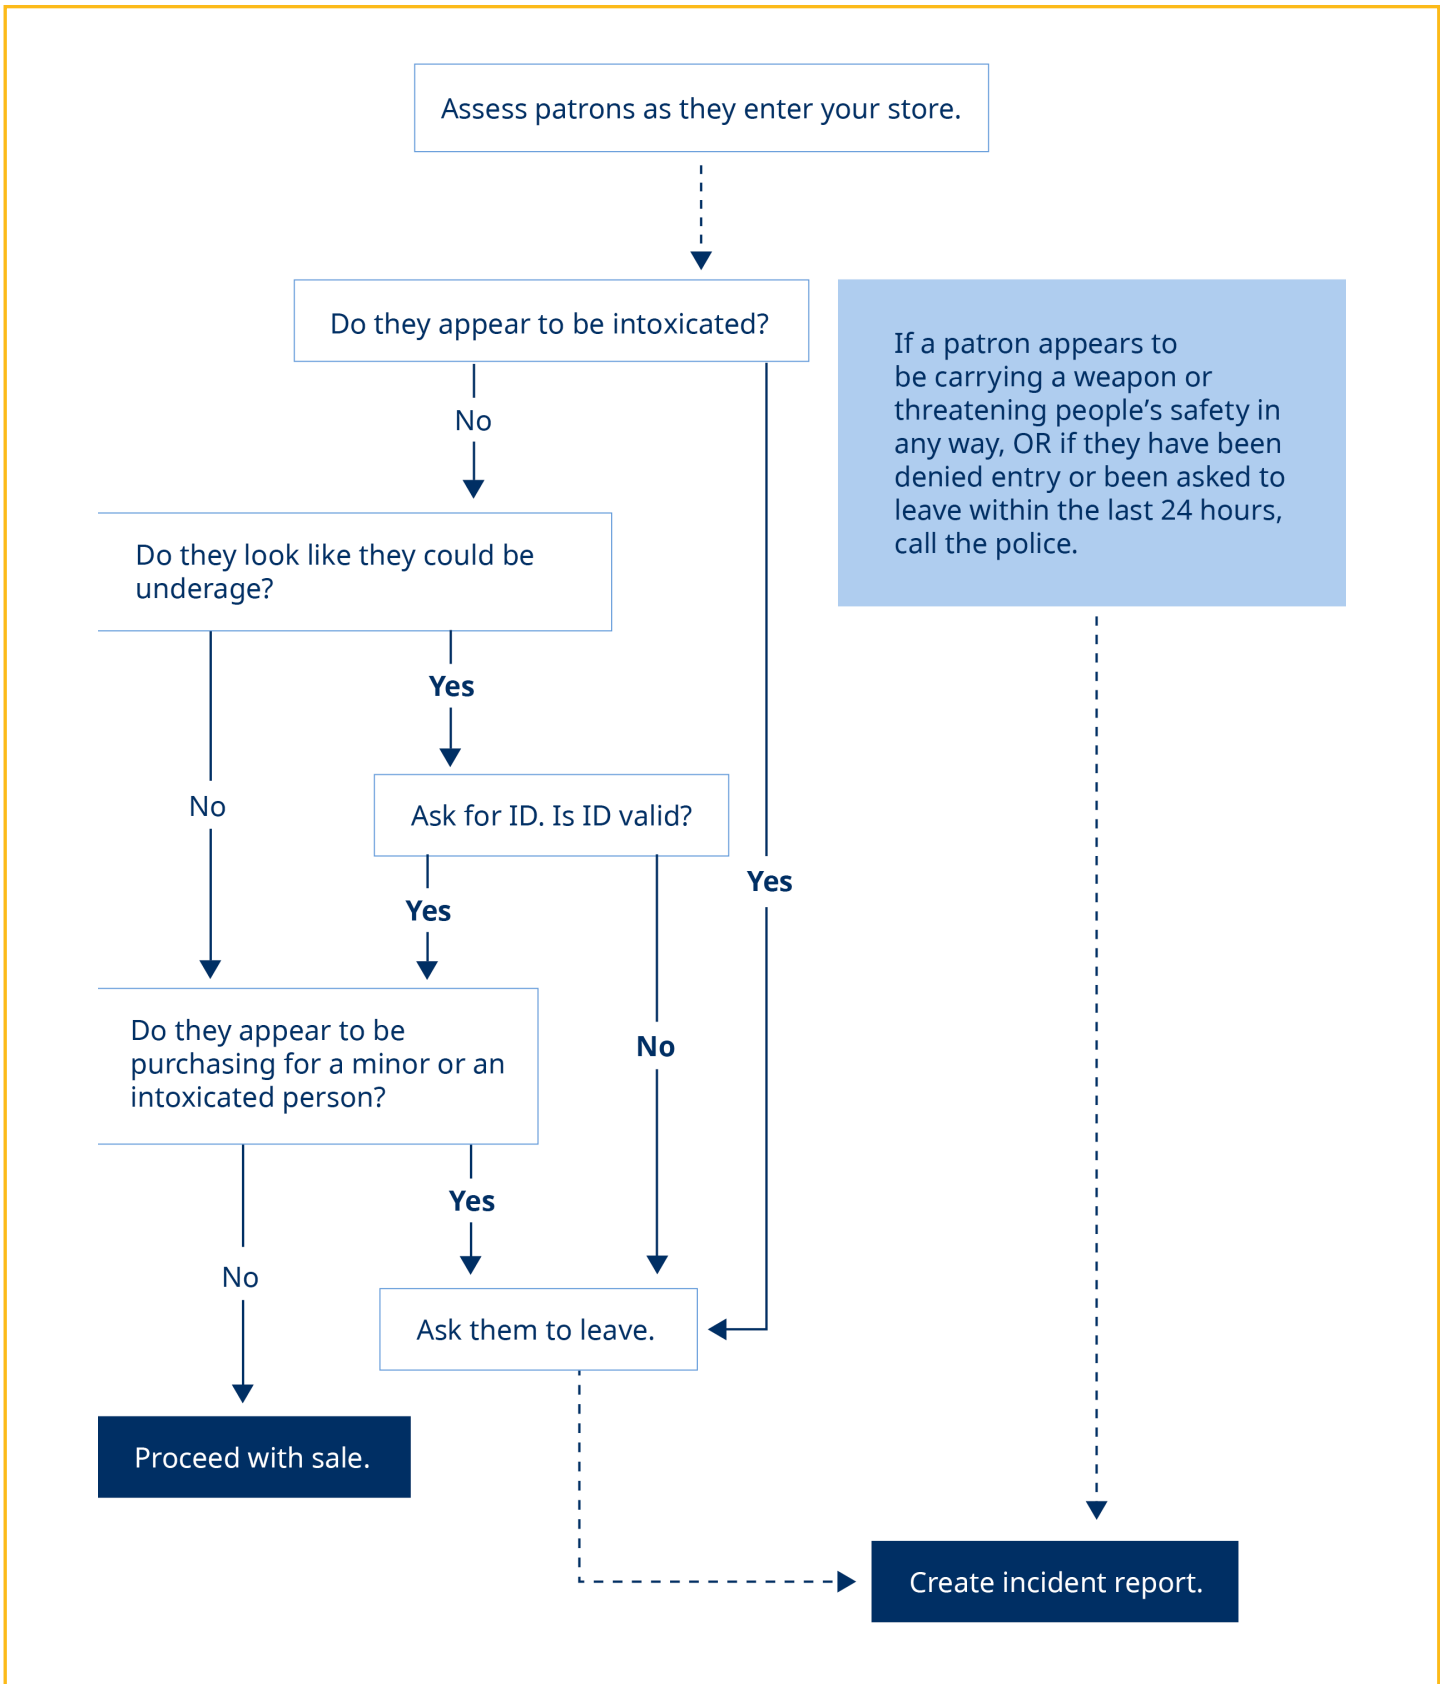 Assess patrons as they enter your store.
Do they appear to be intoxicated?
If a patron appears to
be carrying a weapon or
threatening people’s safety in
any way, OR if they have been
denied entry or been asked to
leave within the last 24 hours,
call the police.
No
Do they look like they could be
underage?
Yes
No
Ask for ID. Is ID valid?
Yes
Yes
No
Do they appear to be
purchasing for a minor or an
intoxicated person?
Yes
No
Ask them to leave.
Proceed with sale.
Create incident report.